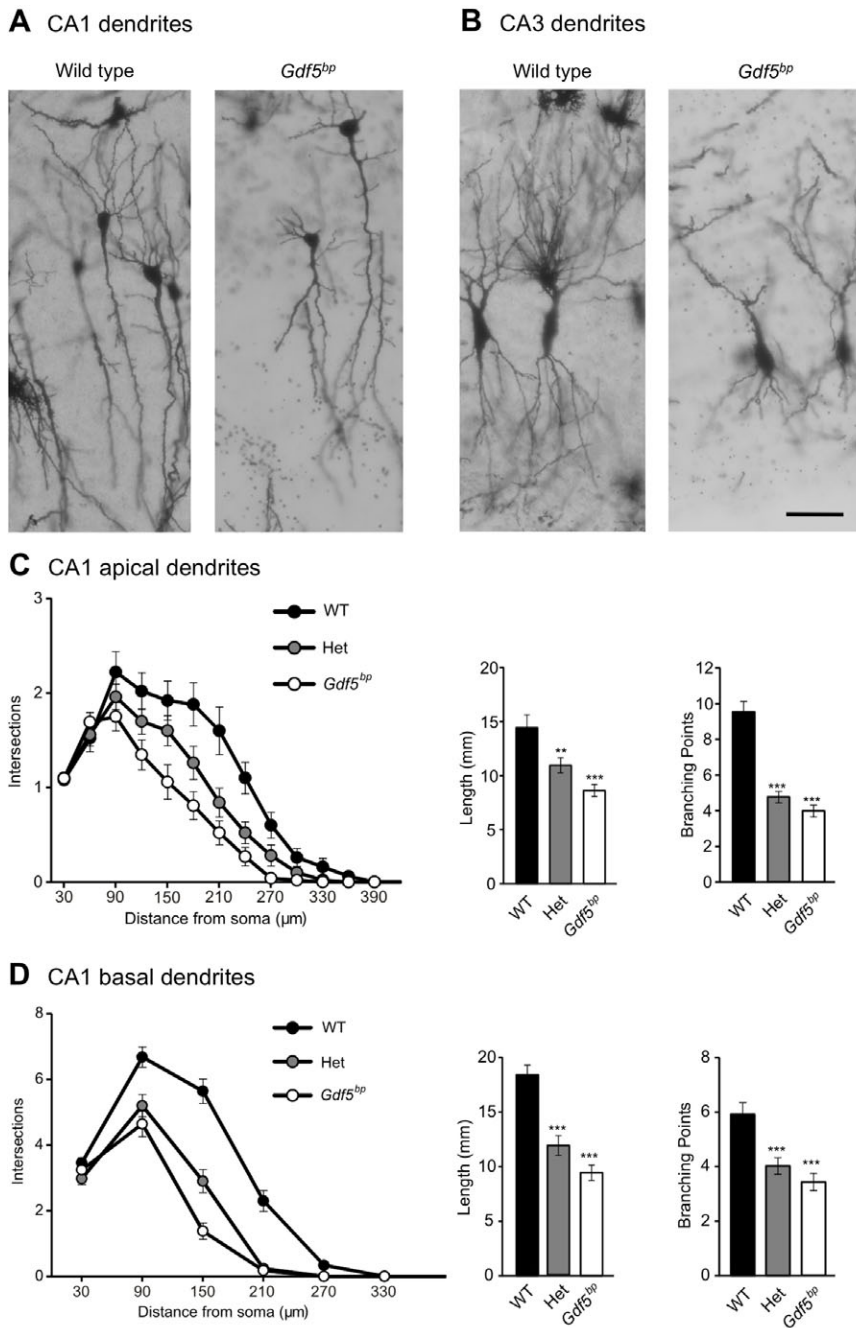 A CA1 dendrites
Wild type
Gdf5bp
B CA3 dendrites
Wild type
Gdf5bp
C CA1 apical dendrites
3
2
1
0
Intersections
30 90 150 210 270 330 390
Distance from soma (µm)
WT
Het
Gdf5bp
20
15
10
5
0
Length (mm)
**
***
WT
Het
Gdf5bp
12
10
8
6
4
2
0
Branching Points
***
***
WT
Het
Gdf5bp
D CA1 basal dendrites
8
6
4
2
0
Intersections
30 90 150 210 270 330
Distance from soma (µm)
WT
Het
Gdf5bp
20
15
10
5
0
Length (mm)
***
***
WT
Het
Gdf5bp
8
6
4
2
0
Branching Points
***
***
WT
Het
Gdf5bp